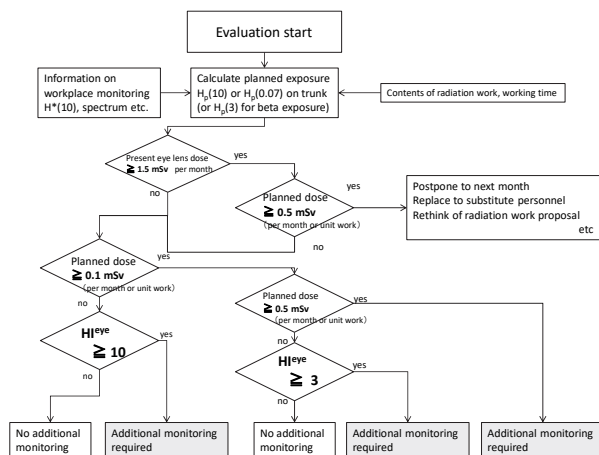 Evaluation start
Information on
workplace monitoring
H*(10), spectrum etc.
Calculate planned exposure
Hp(10) or Hp(0.07) on trunk
(or Hp(3) for beta exposure)
Contents of radiation work, working time
Present eye lens dose
≧ 1.5 mSv per month
yes
no
Planned dose
≧ 0.5 mSv
(per month or unit work)
yes
no
Postpone to next month
Replace to substitute personnel
Rethink of radiation work proposal
etc
Planned dose
≧ 0.1 mSv
(per month or unit work)
yes
no
Planned dose
≧ 0.5 mSv
(per month or unit work)
yes
no
HIeye
≧ 10
yes
no
HIeye
≧ 3
yes
no
No additional
monitoring
Additional monitoring
required
No additional
monitoring
Additional monitoring
required
Additional monitoring
required